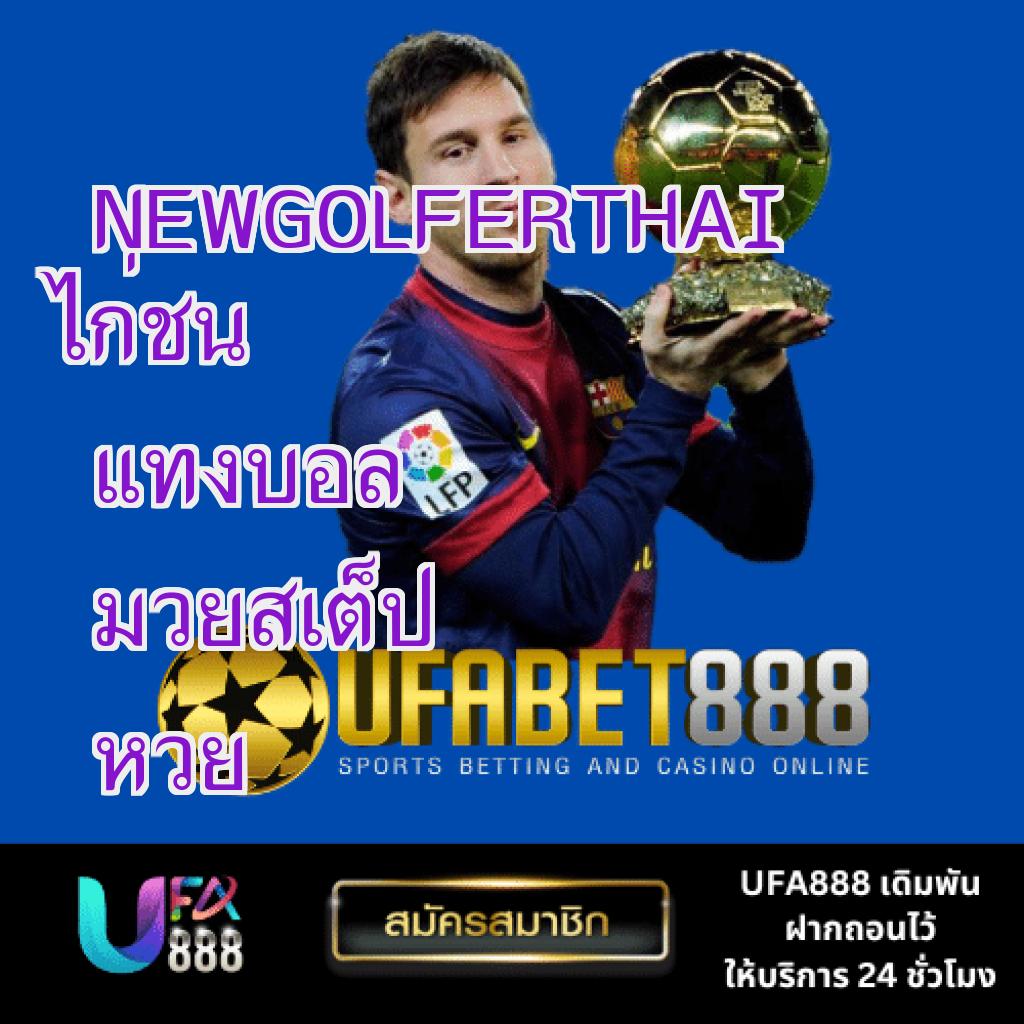 NEWGOLFERTHAI
ไก่ชน
แทงบอล
LFP
มวยสเต็ป
UFABET888
หวย
SPORTS BETTING AND CASINO ONLINE
UFA
888
สมัครสมาชิก
UFA888 เดิมพัน
ฝากถอนไว้
ให้บริการ 24 ชั่วโมง